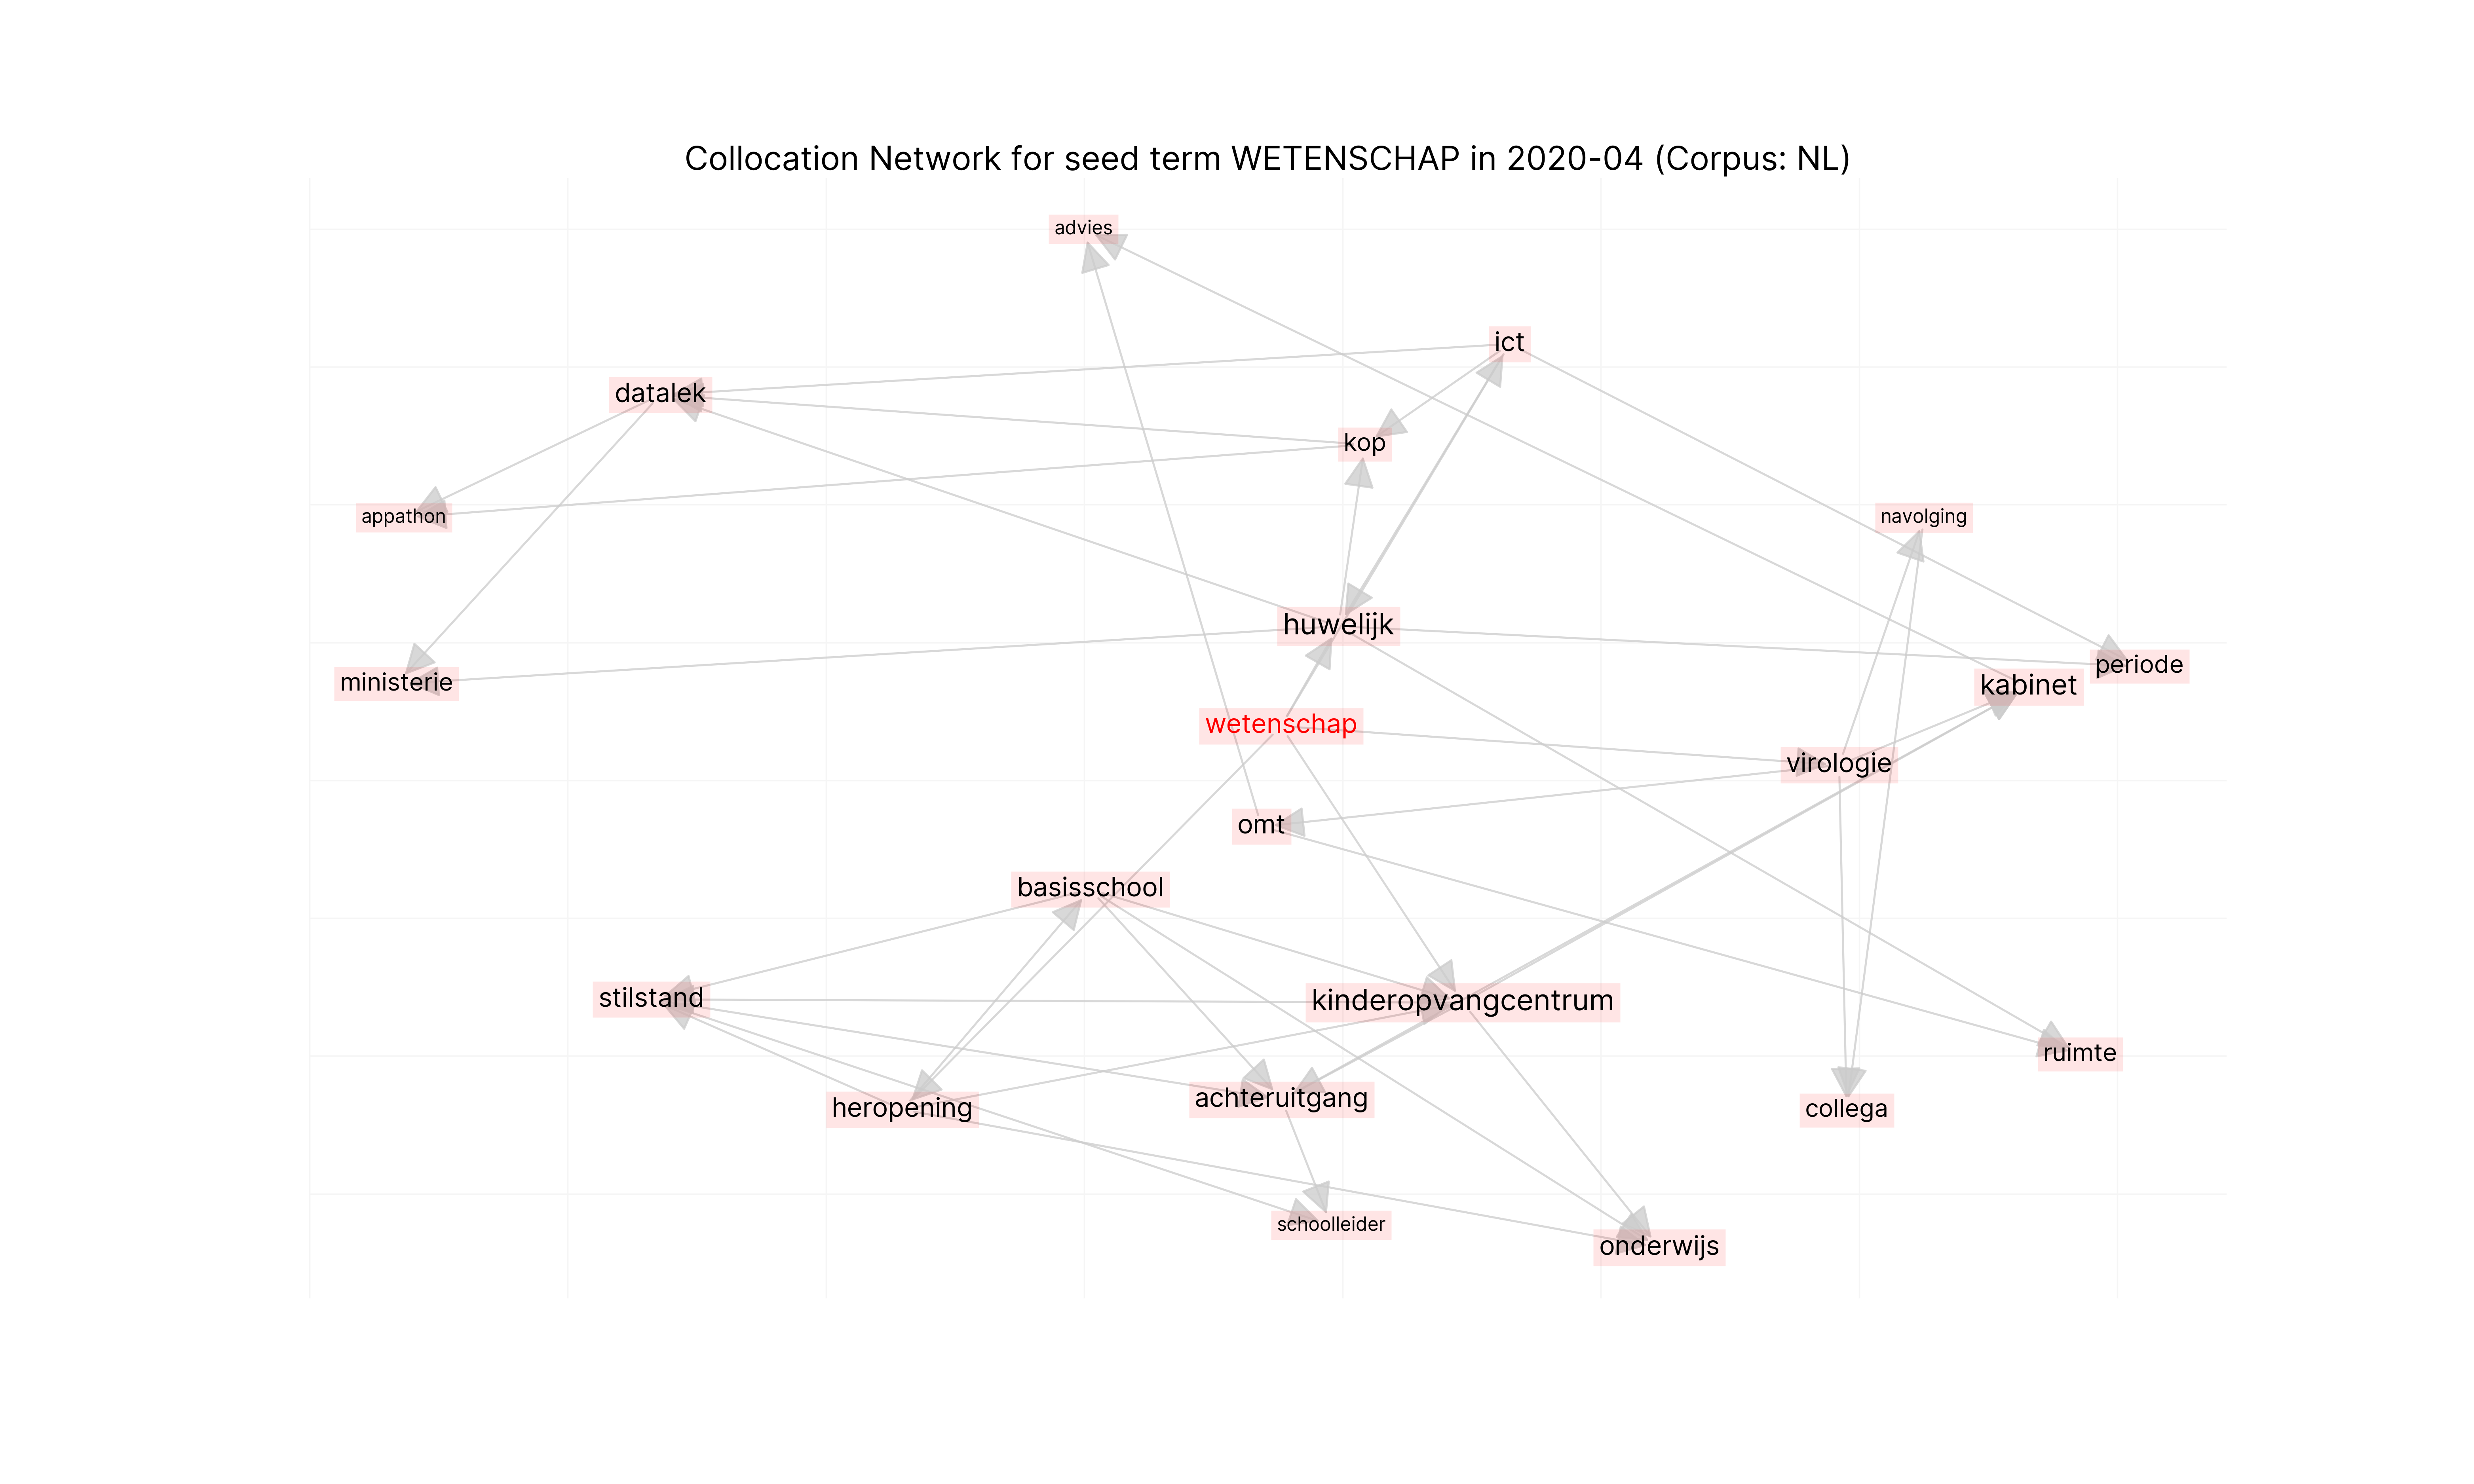 Collocation Network for seed term WETENSCHAP in 2020-04 (Corpus: NL)
advies
ict
datalek
kop
appathon
navolging
huwelijk
periode
ministerie
kabinet
wetenschap
virologie
omt
basisschool
stilstand
kinderopvangcentrum
ruimte
achteruitgang
heropening
collega
schoolleider
onderwijs